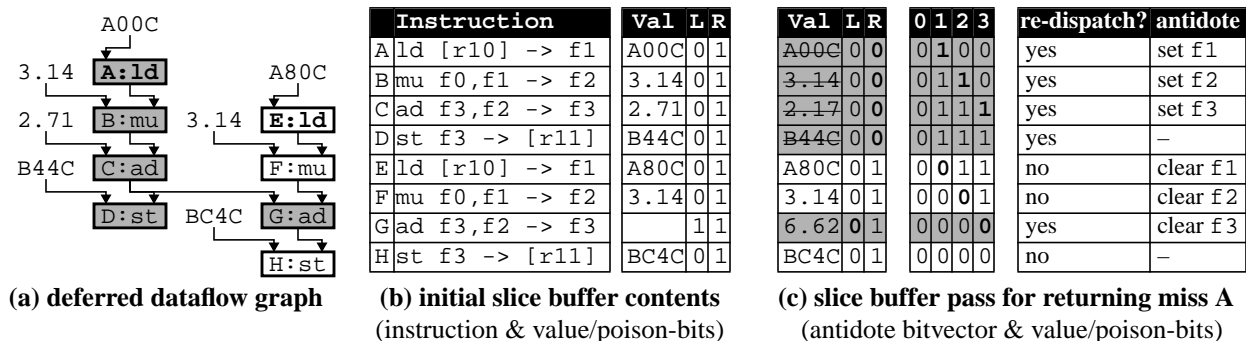 A00C
3.14 A:ld A80C
2.71 B:mu 3.14 E:ld
B44C C:ad F:mu
D:st BC4C G:ad
H:st
(a) deferred dataflow graph
Instruction Val L R
A ld [r10] -> f1 A00C 0 1
B mu f0,f1 -> f2 3.14 0 1
C ad f3,f2 -> f3 2.71 0 1
D st f3 -> [r11] B44C 0 1
E ld [r10] -> f1 A80C 0 1
F mu f0,f1 -> f2 3.14 0 1
G ad f3,f2 -> f3 1 1
H st f3 -> [r11] BC4C 0 1
(b) initial slice buffer contents
(instruction & value/poison-bits)
Val L R 0 1 2 3 re-dispatch? antidote
A00C 0 0 0 1 0 0 yes set f1
3.14 0 0 0 1 1 0 yes set f2
2.17 0 0 0 1 1 1 yes set f3
B44C 0 0 0 1 1 1 yes –
A80C 0 1 0 0 1 1 no clear f1
3.14 0 1 0 0 0 1 no clear f2
6.62 0 1 0 0 0 0 yes clear f3
BC4C 0 1 0 0 0 0 no –
(c) slice buffer pass for returning miss A
(antidote bitvector & value/poison-bits)